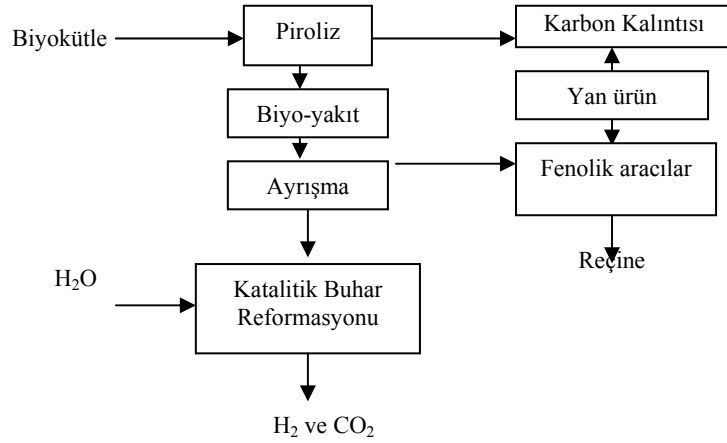 Biyokütle
Piroliz
Karbon Kalıntısı
Biyo-yakıt
Yan ürün
Ayrışma
Fenolik aracılar
Reçine
H₂O
Katalitik Buhar
Reformasyonu
H₂ ve CO₂